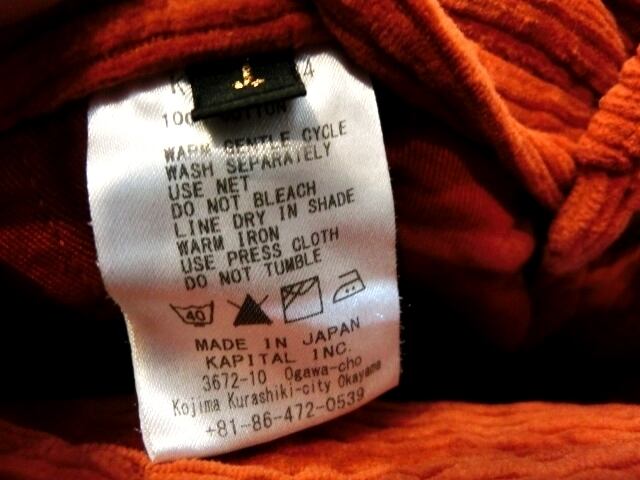 1
WARM GENTLE CYCLE
WASH SEPARATELY
USE NET
DO NOT BLEACH
LINE DRY IN SHADE
WARM IRON
USE PRESS CLOTH
DO NOT TUMBLE
40
MADE IN JAPAN
KAPITAL INC.
3672-10 Ogawa-cho
Kojima Kurashiki-city Okayama
+81-86-472-0539